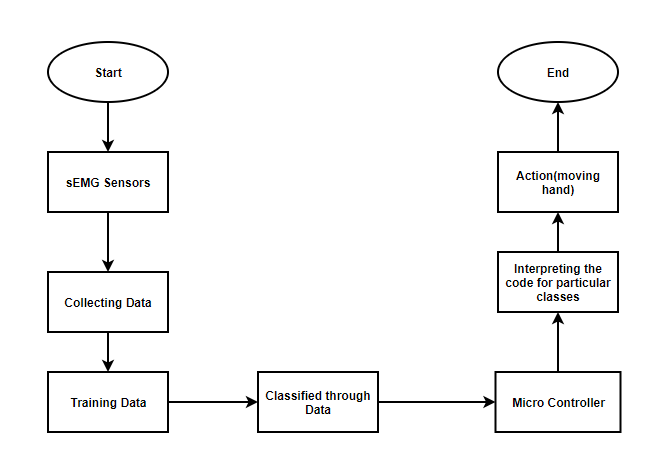 Start
sEMG Sensors
Collecting Data
Training Data
Classified through
Data
Micro Controller
Interpreting the
code for particular
classes
Action(moving
hand)
End